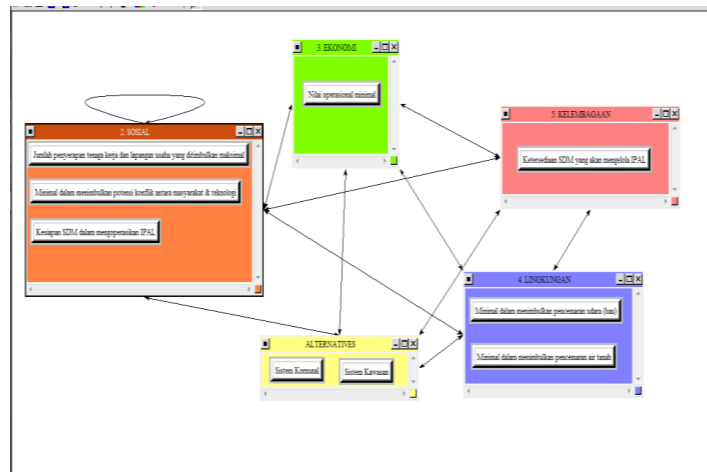 3. EKONOMI
Nilai operasional minimal
5. KELEMBAGAAN
Ketersediaan SDM yang akan mengelola IPAL
2. SOSIAL
Jumlah penyerapan tenaga kerja dan lapangan usaha yang ditimbulkan maksimal
Minimal dalam menimbulkan potensi konflik antara masyarakat & teknologi
Kesiapan SDM dalam mengoperasikan IPAL
4. LINGKUNGAN
Minimal dalam menimbulkan pencemaran udara (bau)
Minimal dalam menimbulkan pencemaran air tanah
ALTERNATIVES
Sistem Komunal
Sistem Kawasan